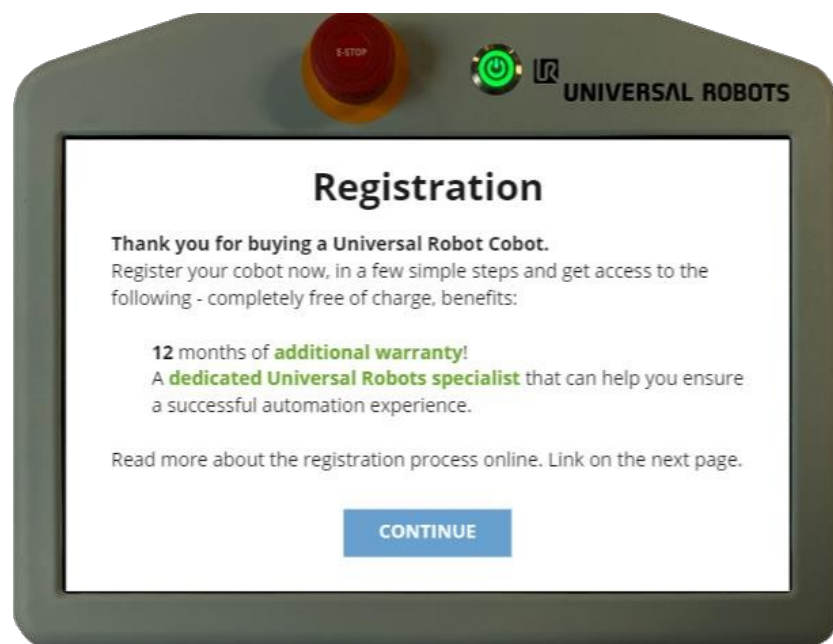 E-STOP
UNIVERSAL ROBOTS
Registration
Thank you for buying a Universal Robot Cobot.
Register your cobot now, in a few simple steps and get access to the
following - completely free of charge, benefits:
12 months of additional warranty!
A dedicated Universal Robots specialist that can help you ensure
a successful automation experience.
Read more about the registration process online. Link on the next page.
CONTINUE